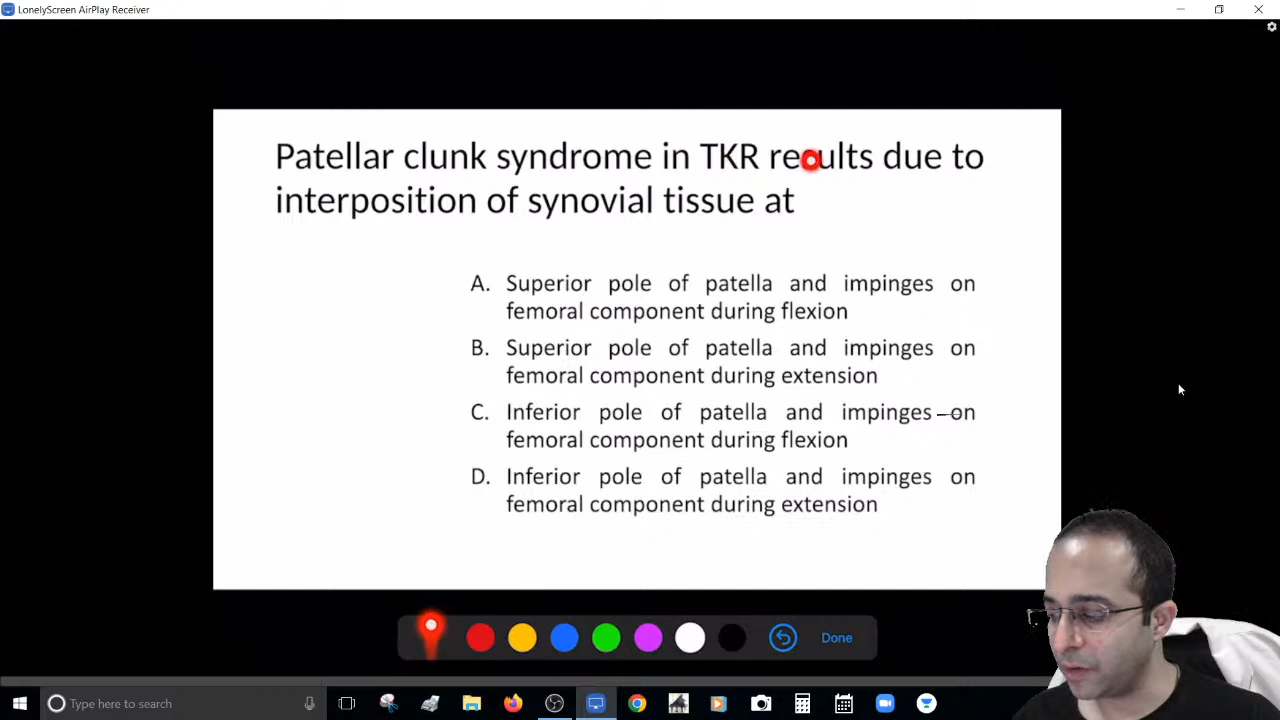 LonelyScreen AirPlay Receiver
Patellar clunk syndrome in TKR results due to
interposition of synovial tissue at
A. Superior pole of patella and impinges on
femoral component during flexion
B. Superior pole of patella and impinges on
femoral component during extension
C. Inferior pole of patella and impinges on
femoral component during flexion
D. Inferior pole of patella and impinges on
femoral component during extension
Done
Type here to search